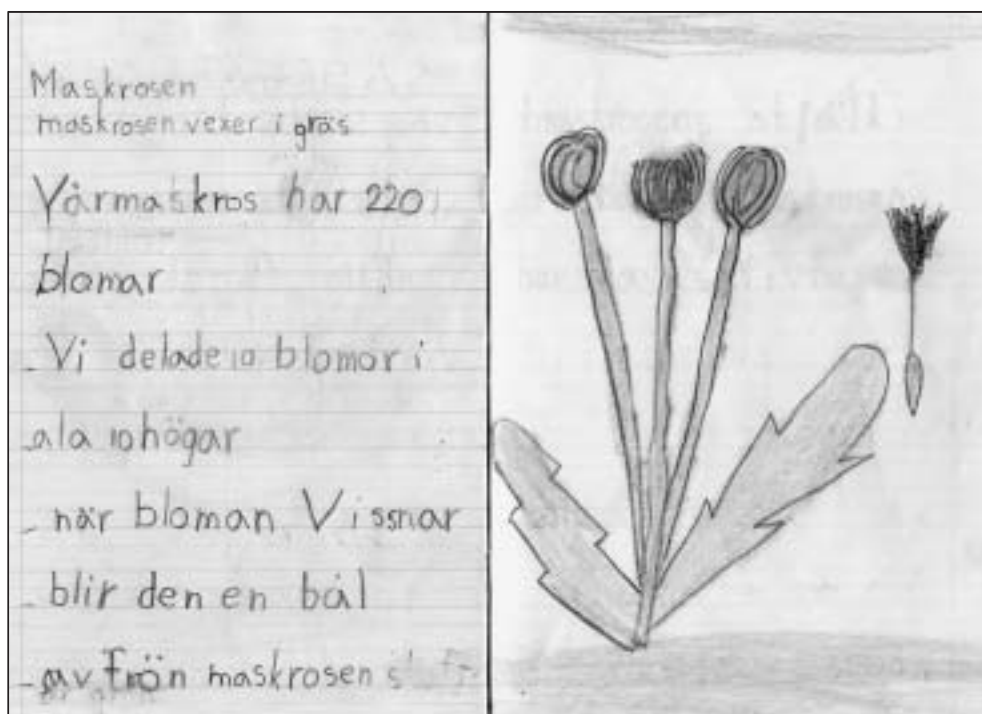 Maskrosen
maskrosen vexer i gräs.
Vårmaskros har 220
blomar
Vi delade 10 blomor i
ala 10 högar
när bloman Vissnar
blir den en bål
av frön maskrosen